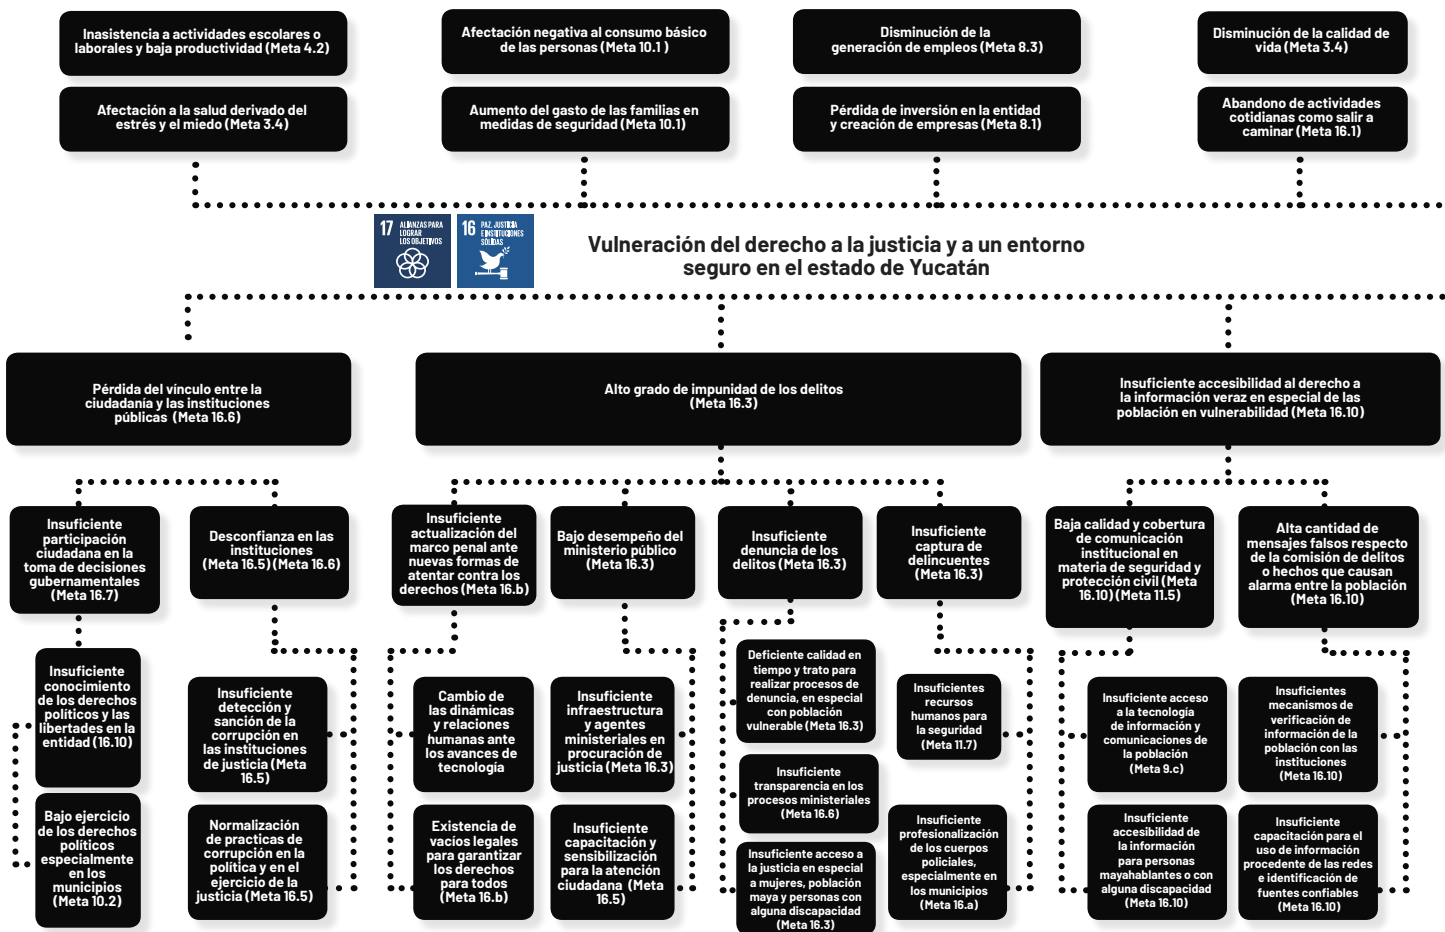 Inasistencia a actividades escolares o
laborales y baja productividad (Meta 4.2)
Afectación negativa al consumo básico
de las personas (Meta 10.1 )
Disminución de la
generación de empleos (Meta 8.3)
Disminución de la calidad de
vida (Meta 3.4)
Afectación a la salud derivado del
estrés y el miedo (Meta 3.4)
Aumento del gasto de las familias en
medidas de seguridad (Meta 10.1)
Pérdida de inversión en la entidad
y creación de empresas (Meta 8.1)
Abandono de actividades
cotidianas como salir a
caminar (Meta 16.1)
17 ALIANZAS PARA
LOGRAR
LOS OBJETIVOS
16 PAZ, JUSTICIA
E INSTITUCIONES
SÓLIDAS
Vulneración del derecho a la justicia y a un entorno
seguro en el estado de Yucatán
Pérdida del vínculo entre la
ciudadanía y las instituciones
públicas (Meta 16.6)
Alto grado de impunidad de los delitos
(Meta 16.3)
Insuficiente accesibilidad al derecho a
la información veraz en especial de las
población en vulnerabilidad (Meta 16.10)
Insuficiente
participación
ciudadana en la
toma de decisiones
gubernamentales
(Meta 16.7)
Desconfianza en las
instituciones
(Meta 16.5) (Meta 16.6)
Insuficiente
actualización del
marco penal ante
nuevas formas de
atentar contra los
derechos (Meta 16.b)
Bajo desempeño del
ministerio público
(Meta 16.3)
Insuficiente
denuncia de los
delitos (Meta 16.3)
Insuficiente
captura de
delincuentes
(Meta 16.3)
Baja calidad y cobertura
de comunicación
institucional en
materia de seguridad y
protección civil (Meta
16.10) (Meta 11.5)
Alta cantidad de
mensajes falsos respecto
de la comisión de delitos
o hechos que causan
alarma entre la población
(Meta 16.10)
Insuficiente
conocimiento
de los derechos
políticos y las
libertades en la
entidad (16.10)
Insuficiente
detección y
sanción de la
corrupción en
las instituciones
de justicia (Meta
16.5)
Cambio de
las dinámicas
y relaciones
humanas ante
los avances de
tecnología
Insuficiente
infraestructura
y agentes
ministeriales en
procuración de
justicia (Meta 16.3)
Deficiente calidad en
tiempo y trato para
realizar procesos de
denuncia, en especial
con población
vulnerable (Meta 16.3)
Insuficientes
recursos
humanos para
la seguridad
(Meta 11.7)
Insuficiente acceso
a la tecnología
de información y
comunicaciones de
la población
(Meta 9.c)
Insuficientes
mecanismos de
verificación de
información de la
población con las
instituciones
(Meta 16.10)
Insuficiente
transparencia en los
procesos ministeriales
(Meta 16.6)
Bajo ejercicio
de los derechos
políticos
especialmente
en los
municipios
(Meta 10.2)
Normalización
de practicas de
corrupción en la
política y en el
ejercicio de la
justicia (Meta 16.5)
Existencia de
vacíos legales
para garantizar
los derechos
para todos
(Meta 16.b)
Insuficiente
capacitación y
sensibilización
para la atención
ciudadana (Meta
16.5)
Insuficiente acceso a
la justicia en especial
a mujeres, población
maya y personas con
alguna discapacidad
(Meta 16.3)
Insuficiente
profesionalización
de los cuerpos
policiales,
especialmente en
los municipios
(Meta 16.a)
Insuficiente
accesibilidad de
la información
para personas
mayahablantes o con
alguna discapacidad
(Meta 16.10)
Insuficiente
capacitación para el
uso de información
procedente de las redes
e identificación de
fuentes confiables
(Meta 16.10)